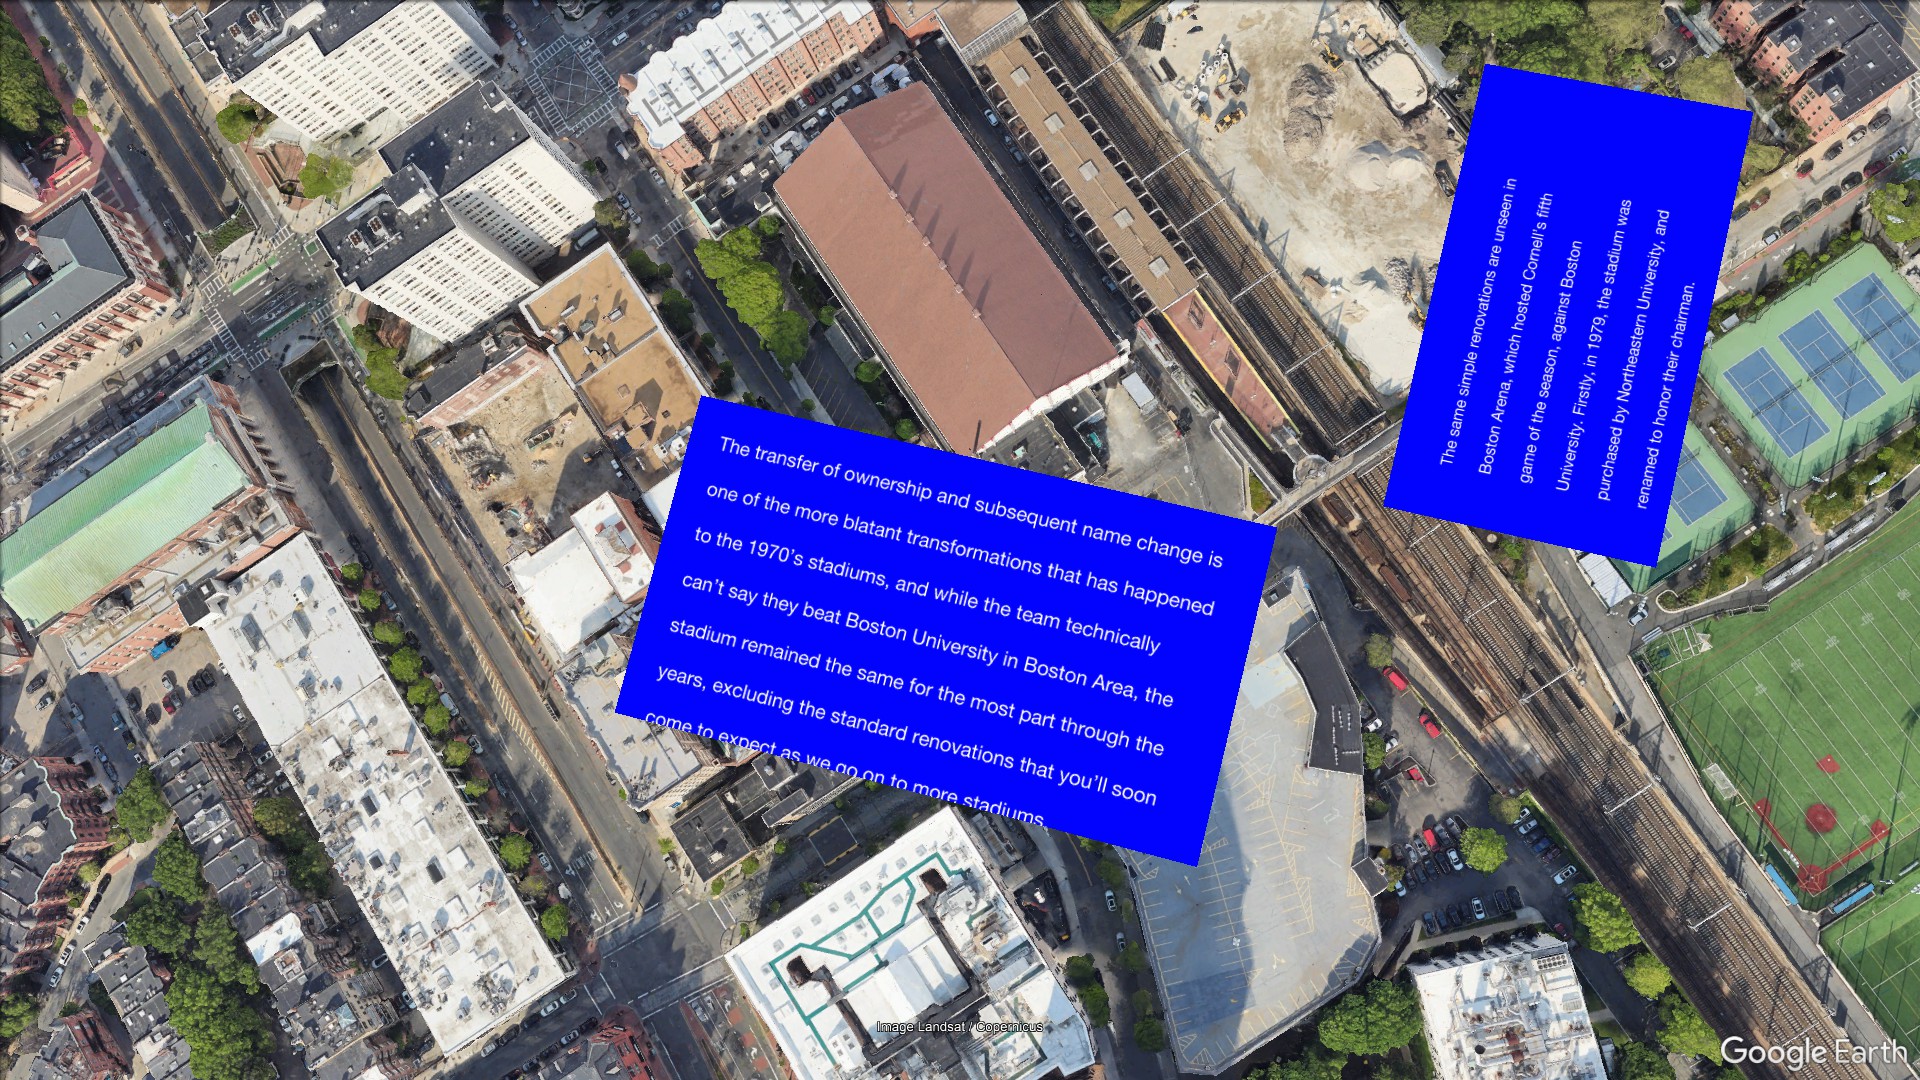 The same simple renovations are unseen in
Boston Arena, which hosted Cornell's fifth
game of the season, against Boston
University. Firstly, in 1979, the stadium was
purchased by Northeastern University, and
renamed to honor their chairman.
The transfer of ownership and subsequent name change is
one of the more blatant transformations that has happened
to the 1970's stadiums, and while the team technically
can't say they beat Boston University in Boston Area, the
stadium remained the same for the most part through the
years, excluding the standard renovations that you'll soon
come to expect as we go on to more stadiums.
Image Landsat / Copernicus
Google Earth